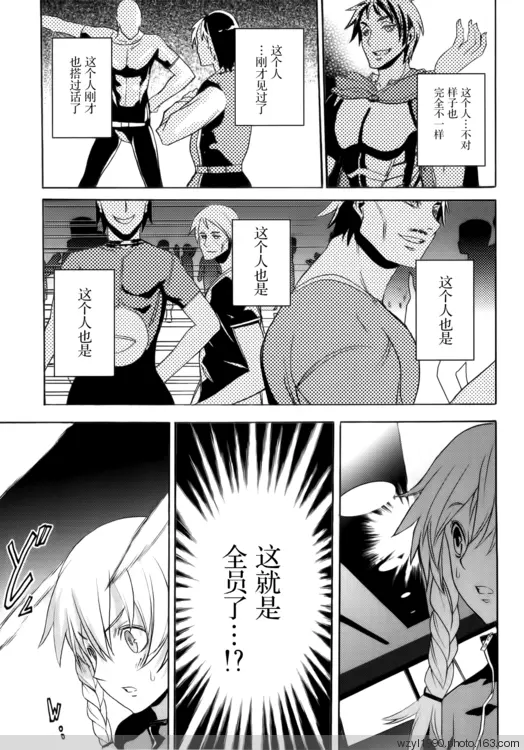 这个人…不对
样子也
完全不一样
这个人
…刚才见过了
这个人刚才
也搭过话了
这个人也是
这个人也是
这个人也是
这就是
全员了…!?
wzyl1990.photo.163.com